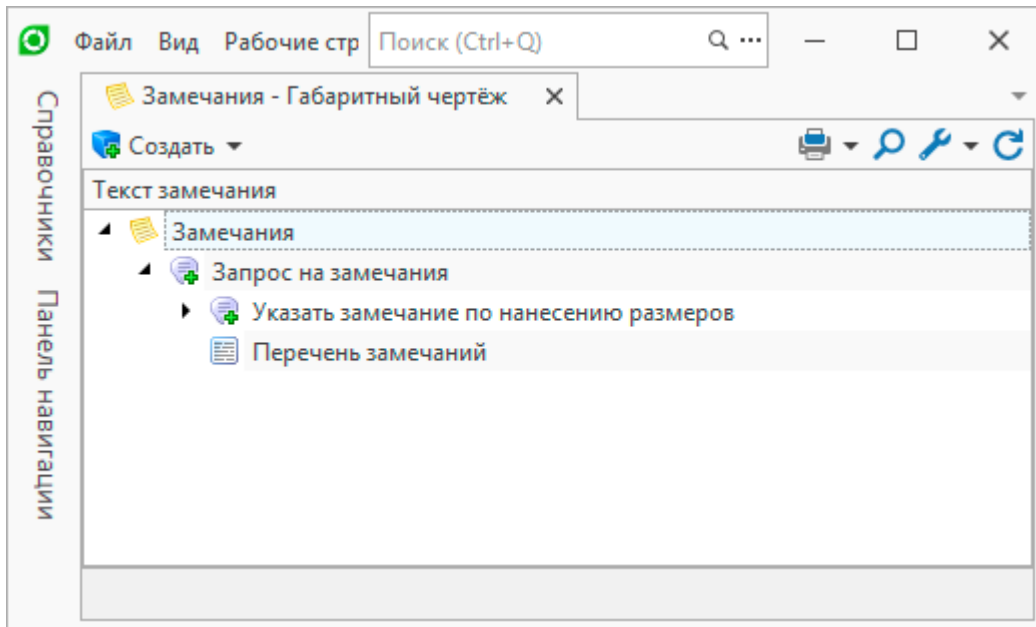 Файл Вид Рабочие стр Поиск (Ctrl+Q)
Справочники
Панель навигации
Замечания - Габаритный чертёж
Создать
Текст замечания
Замечания
Запрос на замечания
Указать замечание по нанесению размеров
Перечень замечаний